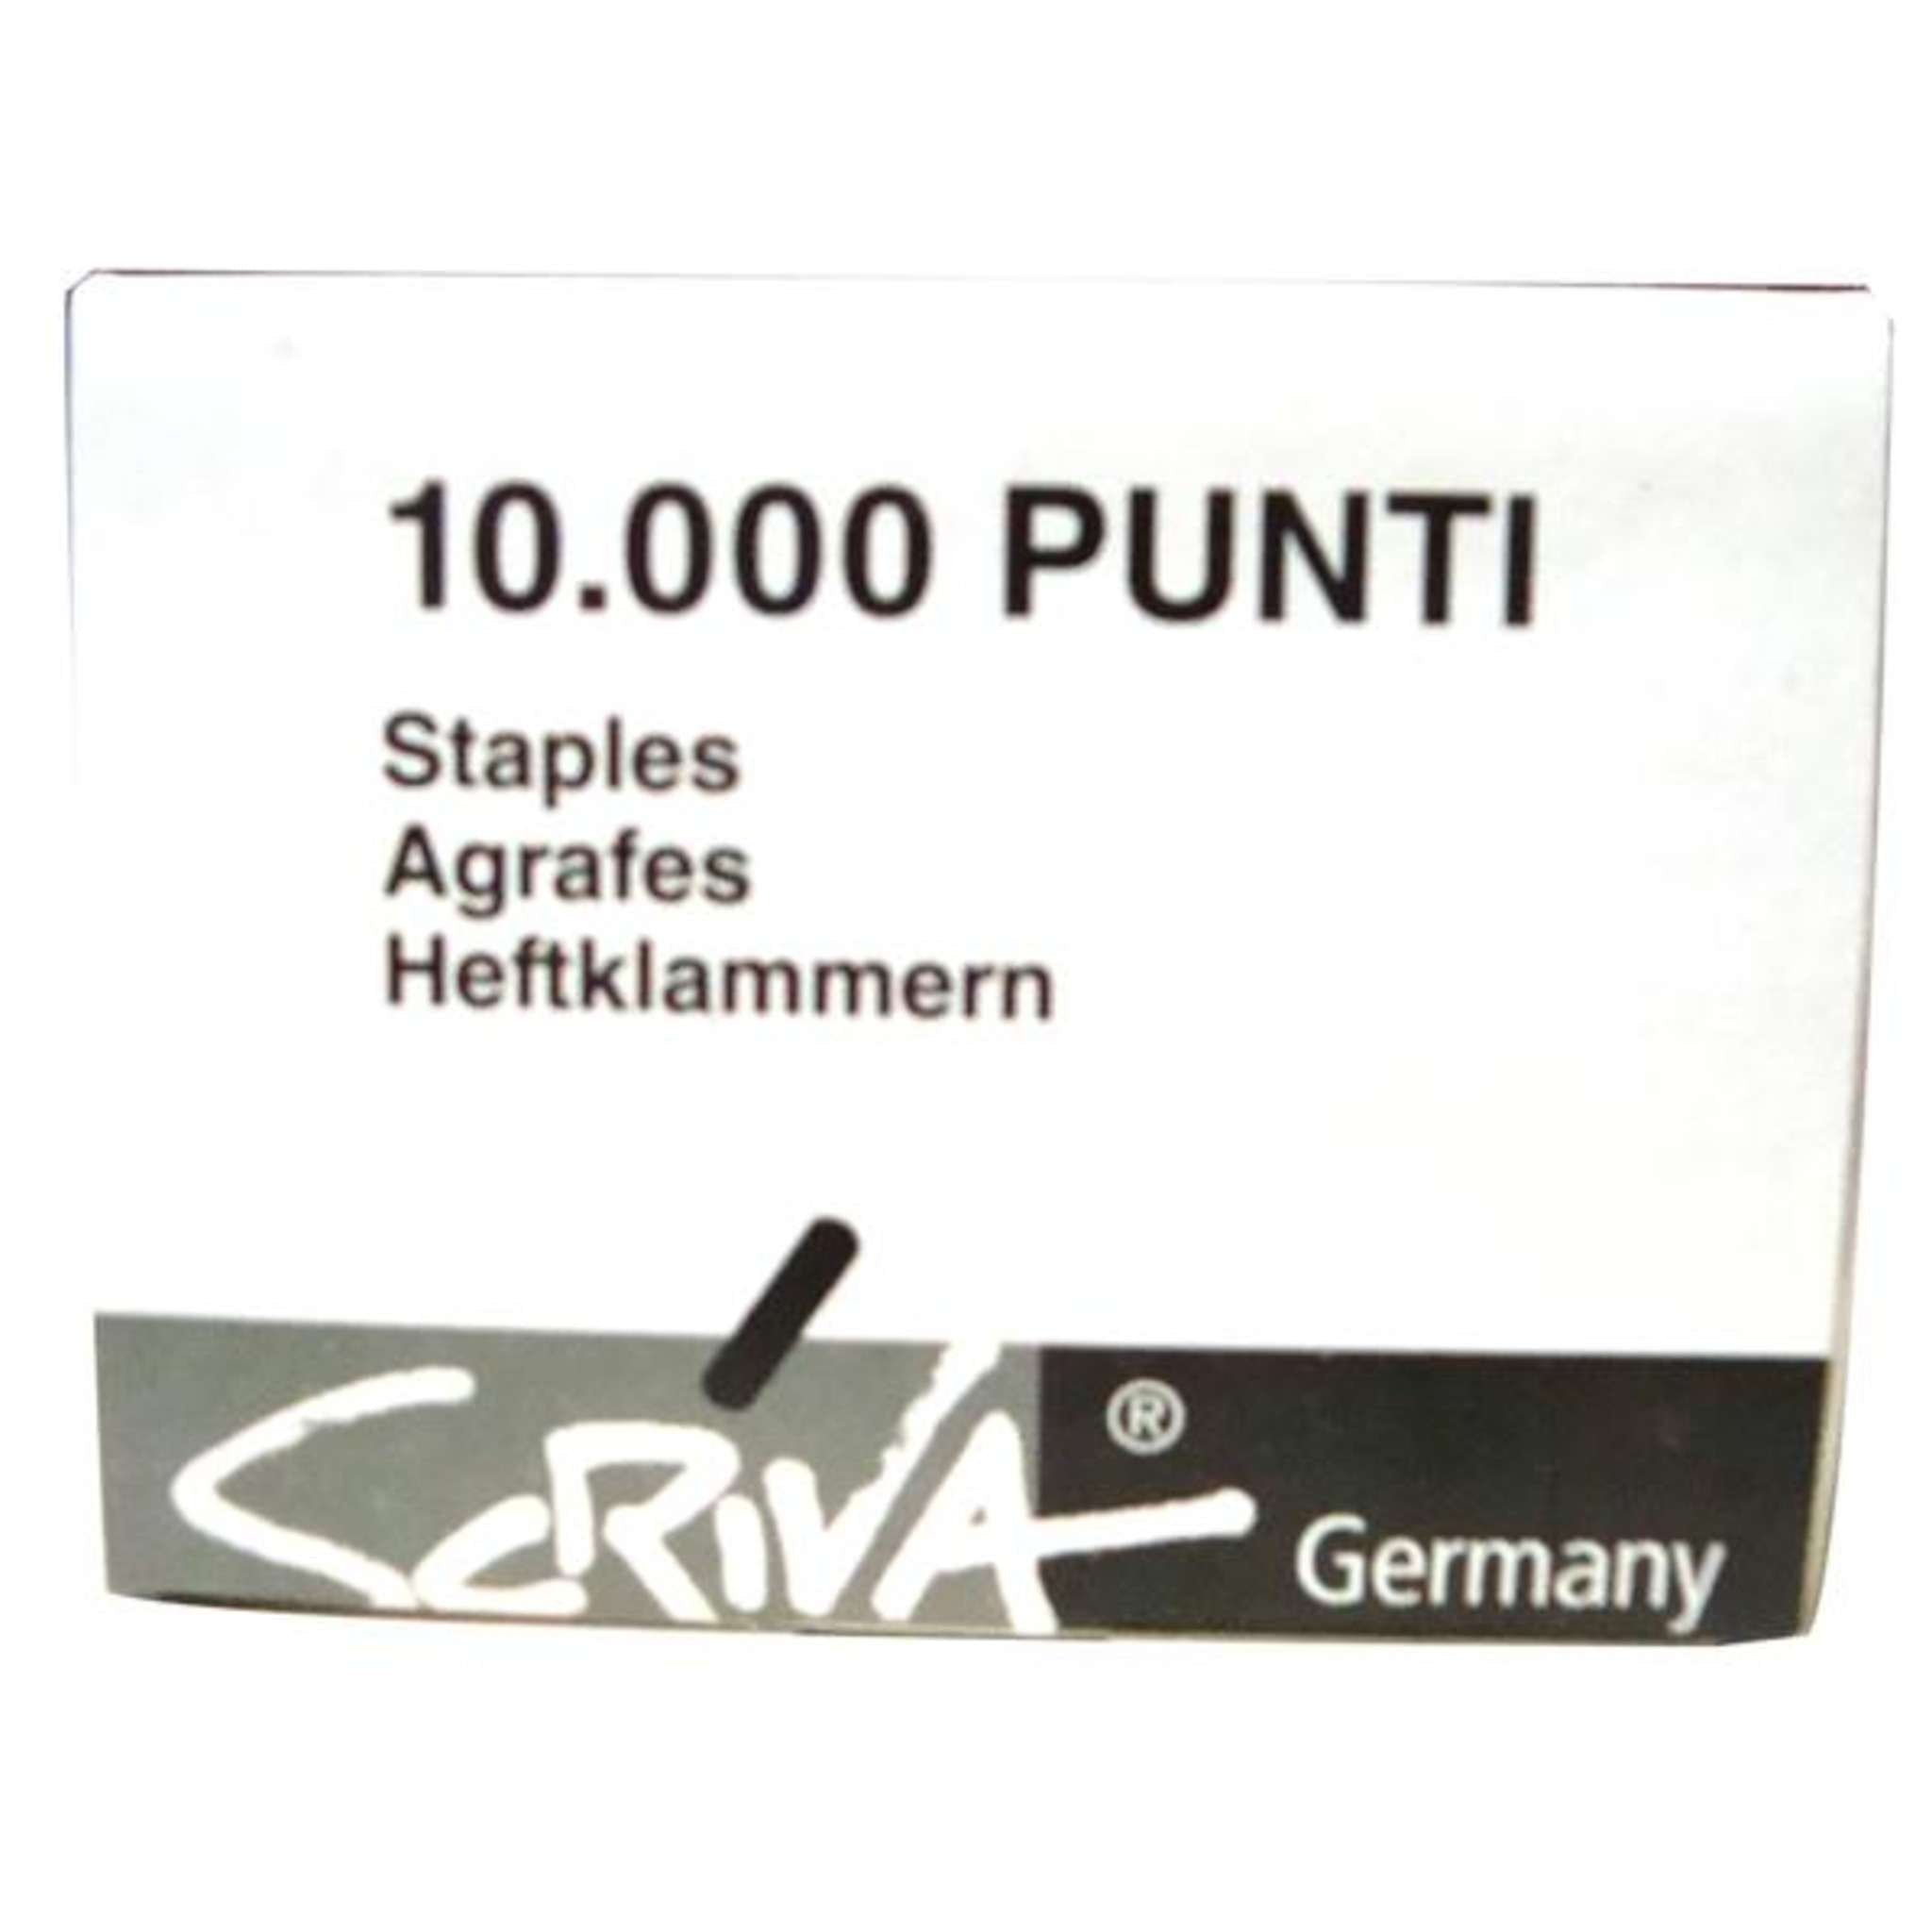 10.000 PUNTI
Staples
Agrafes
Heftklammern
SCRIVA ® Germany